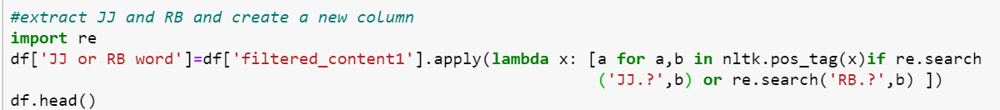 #extract JJ and RB and create a new column
import re
df['JJ or RB word']=df['filtered_content1'].apply(lambda x: [a for a,b in nltk.pos_tag(x)if re.search
('JJ.?',b) or re.search('RB.?',b) ])
df.head()